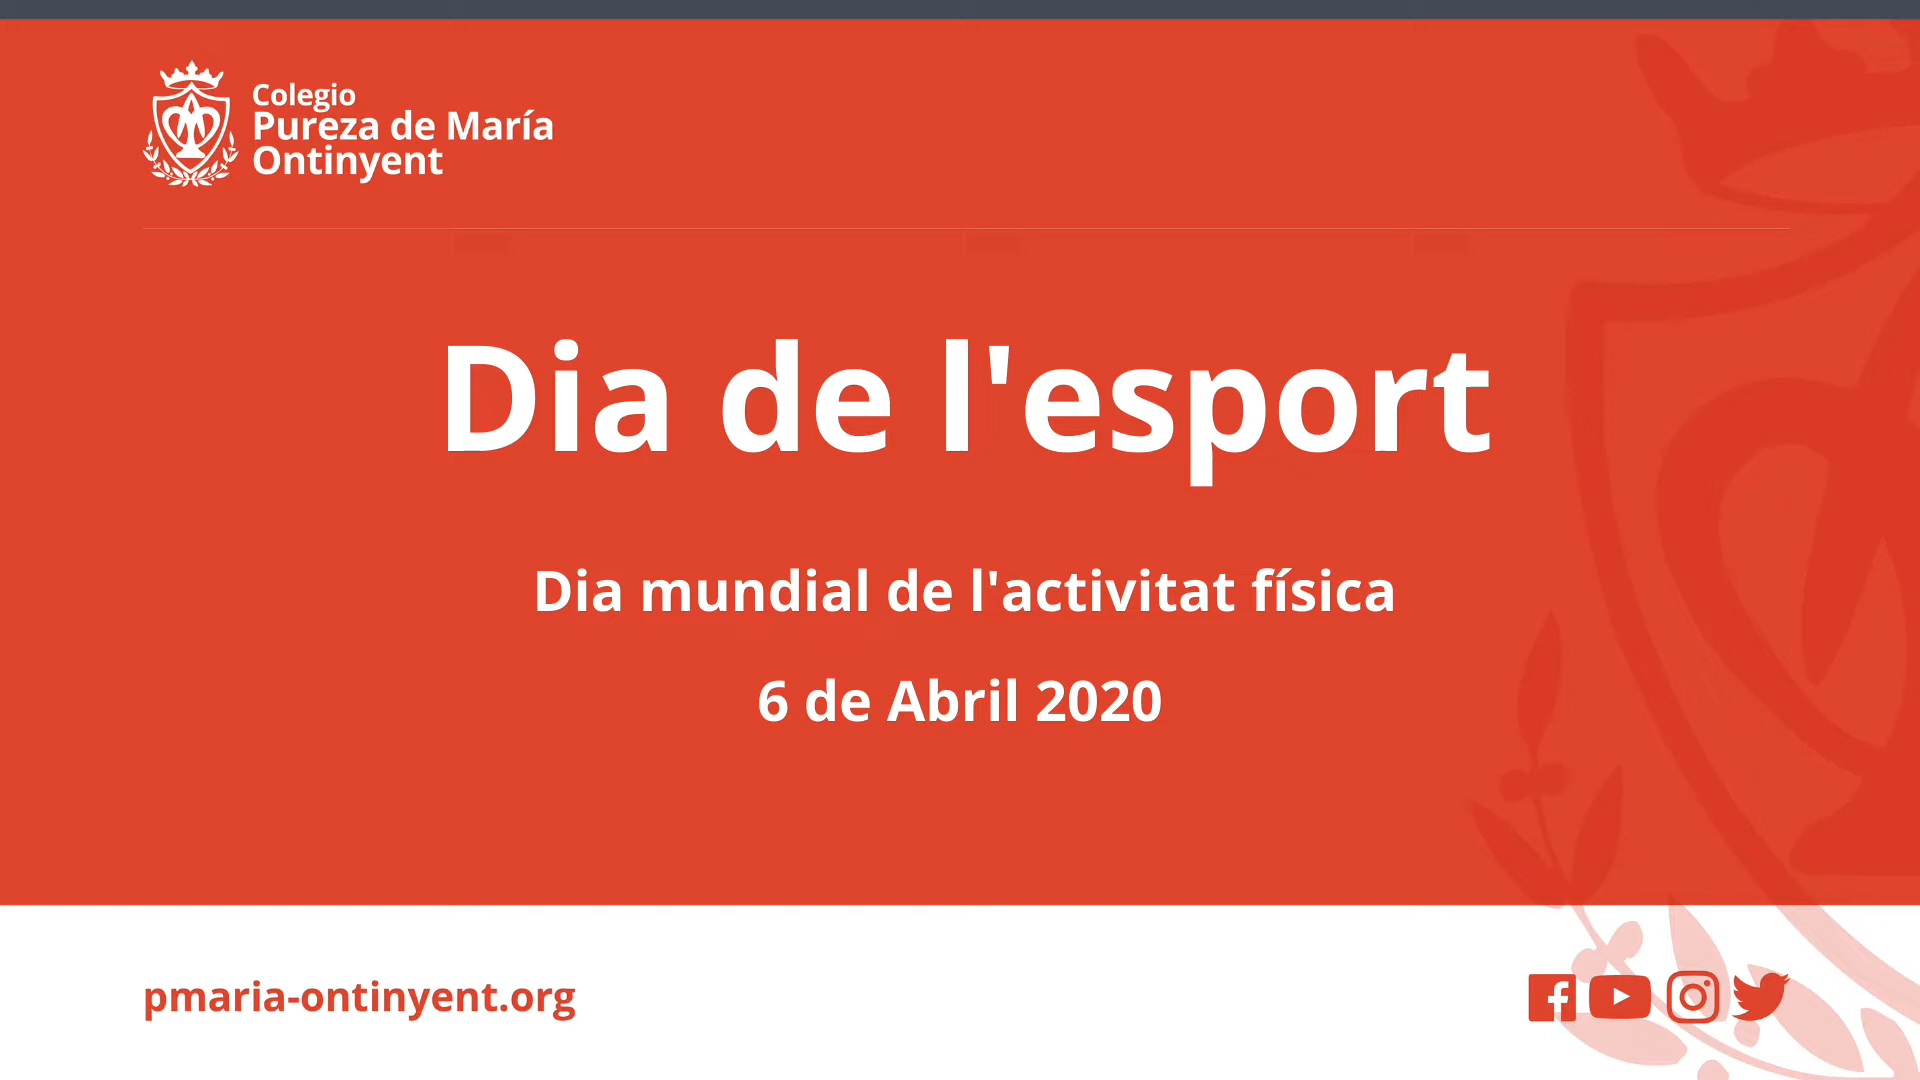 Colegio
Pureza de María
Ontinyent
Dia de l'esport
Dia mundial de l'activitat física
6 de Abril 2020
pmaria-ontinyent.org